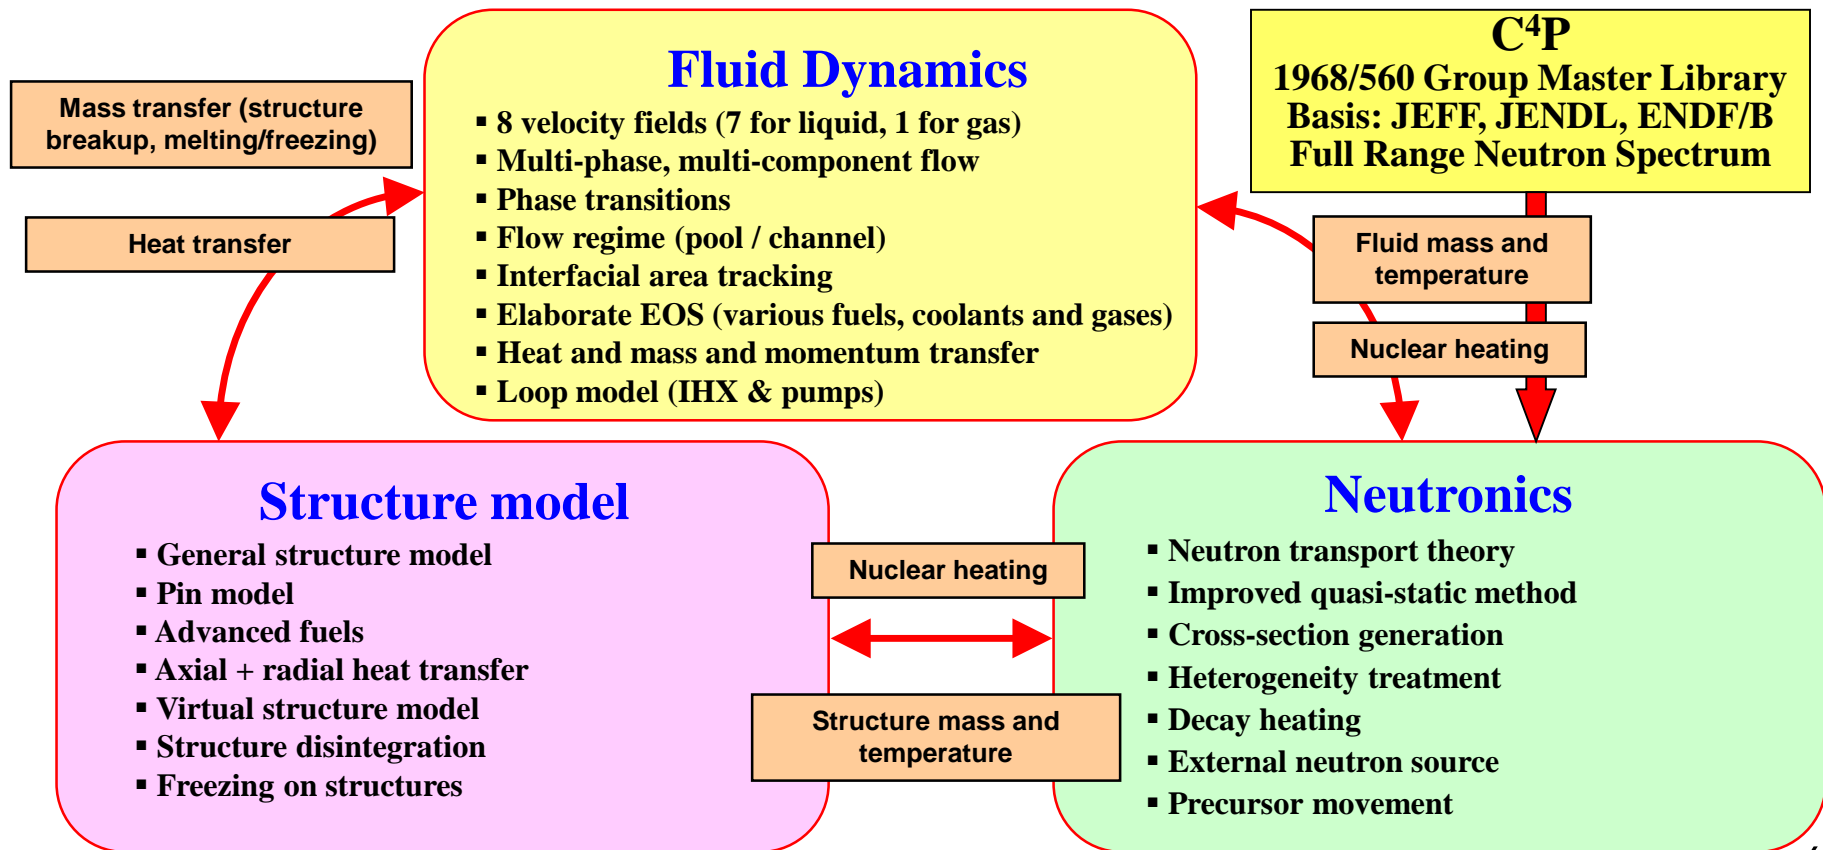 Fluid Dynamics
▪ 8 velocity fields (7 for liquid, 1 for gas)
▪ Multi-phase, multi-component flow
▪ Phase transitions
▪ Flow regime (pool / channel)
▪ Interfacial area tracking
▪ Elaborate EOS (various fuels, coolants and gases)
▪ Heat and mass and momentum transfer
▪ Loop model (IHX & pumps)
C⁴P
1968/560 Group Master Library
Basis: JEFF, JENDL, ENDF/B
Full Range Neutron Spectrum
Mass transfer (structure
breakup, melting/freezing)
Heat transfer
Fluid mass and
temperature
Nuclear heating
Structure model
▪ General structure model
▪ Pin model
▪ Advanced fuels
▪ Axial + radial heat transfer
▪ Virtual structure model
▪ Structure disintegration
▪ Freezing on structures
Nuclear heating
Structure mass and
temperature
Neutronics
▪ Neutron transport theory
▪ Improved quasi-static method
▪ Cross-section generation
▪ Heterogeneity treatment
▪ Decay heating
▪ External neutron source
▪ Precursor movement